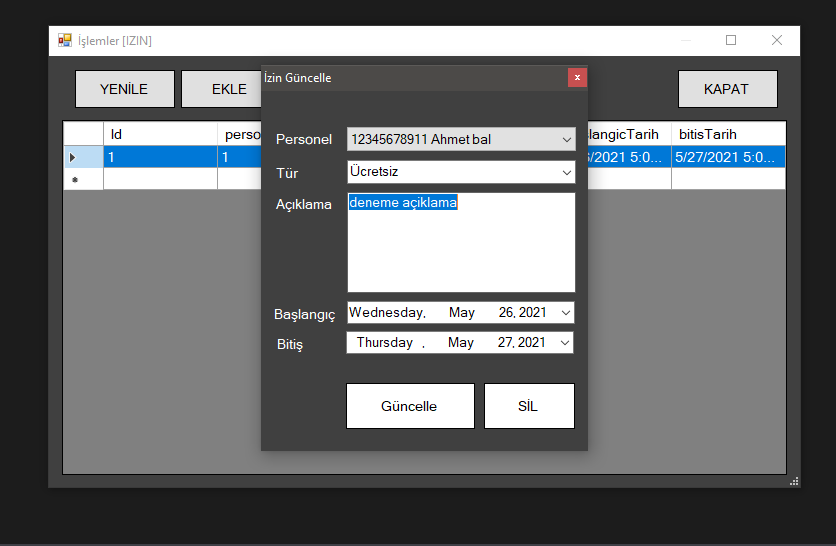 İşlemler [IZIN]
YENİLE
EKLE
KAPAT
Id
perso
langicTarih
bitisTarih
1
1
/2021 5:0...
5/27/2021 5:0...
İzin Güncelle
Personel
12345678911 Ahmet bal
Tür
Ücretsiz
Açıklama
deneme açiklama
Başlangıç
Wednesday, May 26, 2021
Bitiş
Thursday , May 27, 2021
Güncelle
SİL